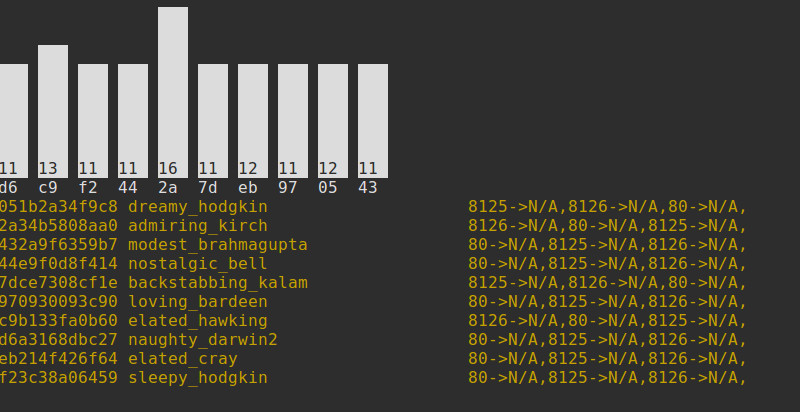 11 13 11 11 16 11 12 11 12 11
d6 c9 f2 44 2a 7d eb 97 05 43
051b2a34f9c8 dreamy_hodgkin 8125->N/A,8126->N/A,80->N/A,
2a34b5808aa0 admiring_kirch 8126->N/A,80->N/A,8125->N/A,
432a9f6359b7 modest_brahmagupta 80->N/A,8125->N/A,8126->N/A,
44e9f0d8f414 nostalgic_bell 80->N/A,8125->N/A,8126->N/A,
7dce7308cf1e backstabbing_kalam 8125->N/A,8126->N/A,80->N/A,
970930093c90 loving_bardeen 80->N/A,8125->N/A,8126->N/A,
c9b133fa0b60 elated_hawking 8126->N/A,80->N/A,8125->N/A,
d6a3168dbc27 naughty_darwin2 80->N/A,8125->N/A,8126->N/A,
eb214f426f64 elated_cray 80->N/A,8125->N/A,8126->N/A,
f23c38a06459 sleepy_hodgkin 80->N/A,8125->N/A,8126->N/A,